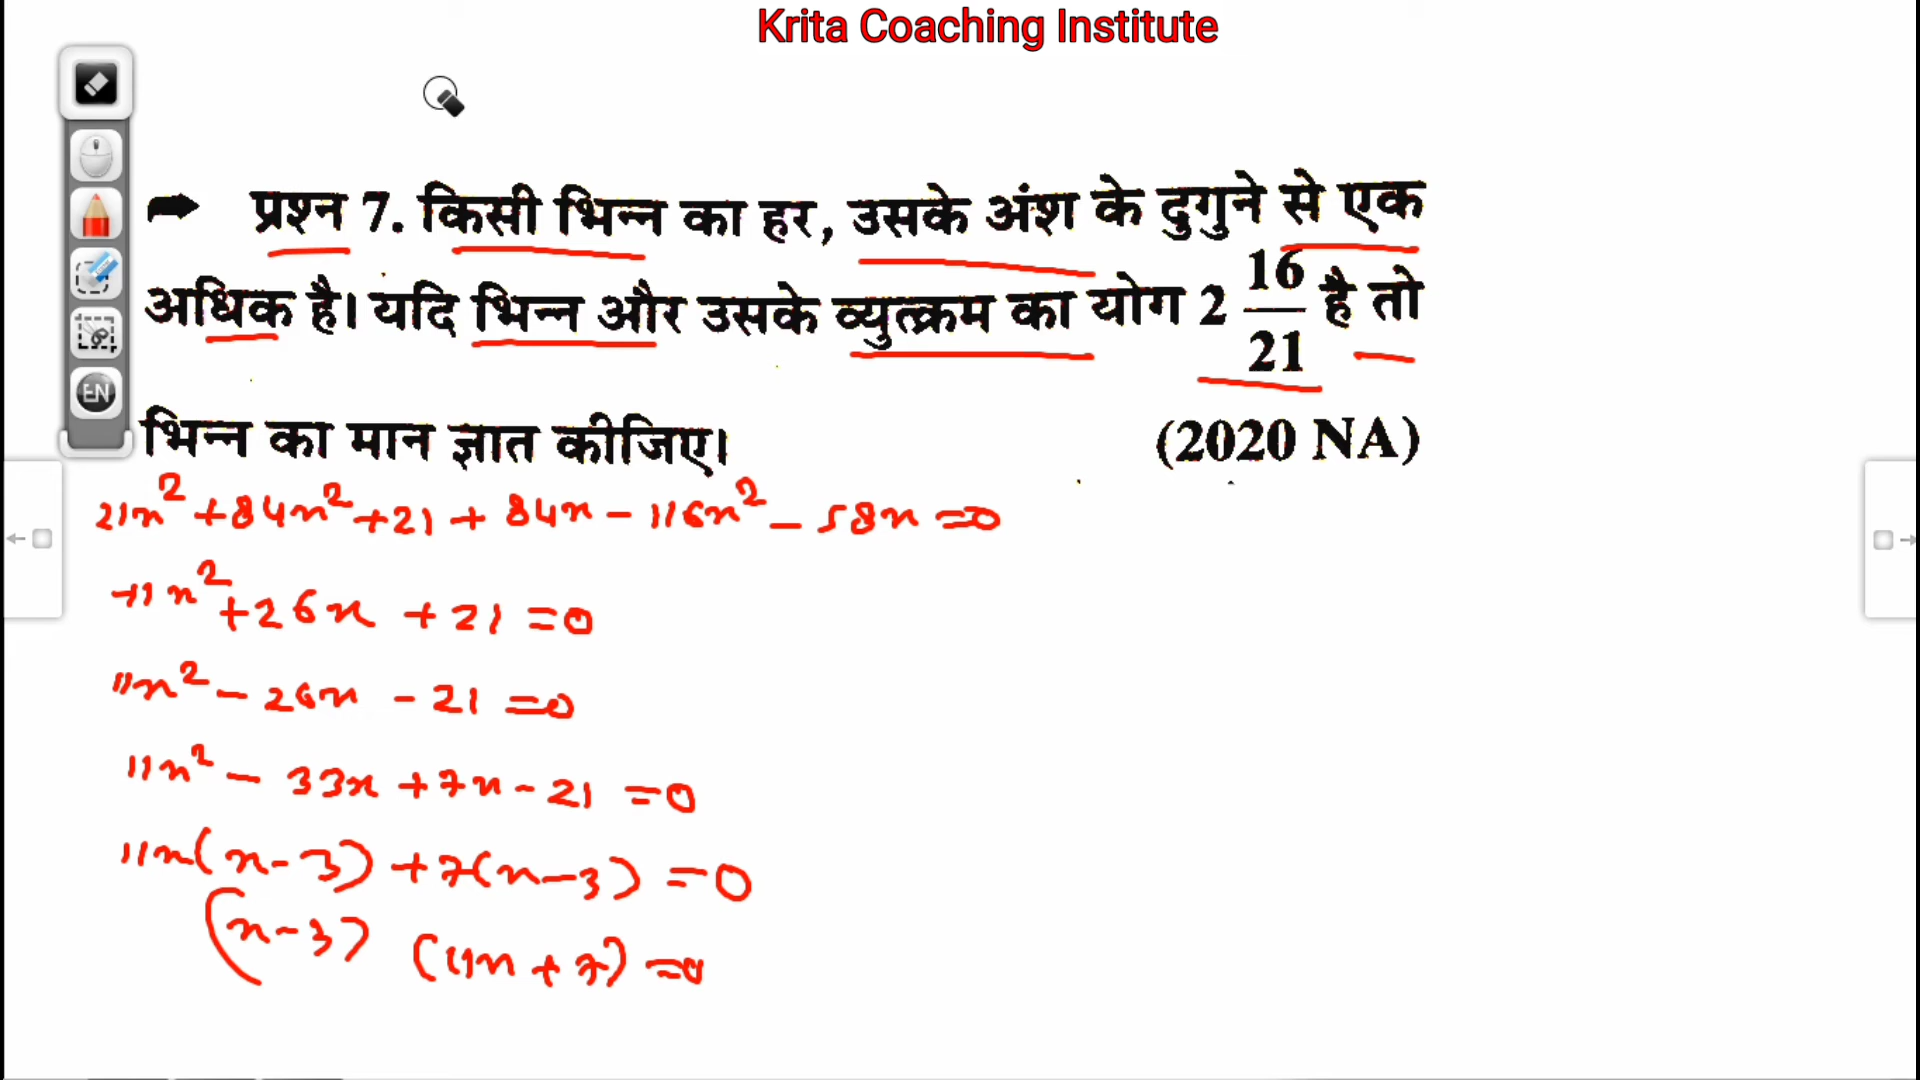 Krita Coaching Institute
प्रश्न 7. किसी भिन्न का हर, उसके अंश के दुगुने से एक
अधिक है। यदि भिन्न और उसके व्युत्क्रम का योग 2 16/21 है तो
भिन्न का मान ज्ञात कीजिए। (2020 NA)
21x² + 84x² + 21 + 84x - 116x² - 58x = 0
-11x² + 26x + 21 = 0
11x² - 26x - 21 = 0
11x² - 33x + 7x - 21 = 0
11x(x-3) + 7(x-3) = 0
(x-3) (11x+7) = 0
EN